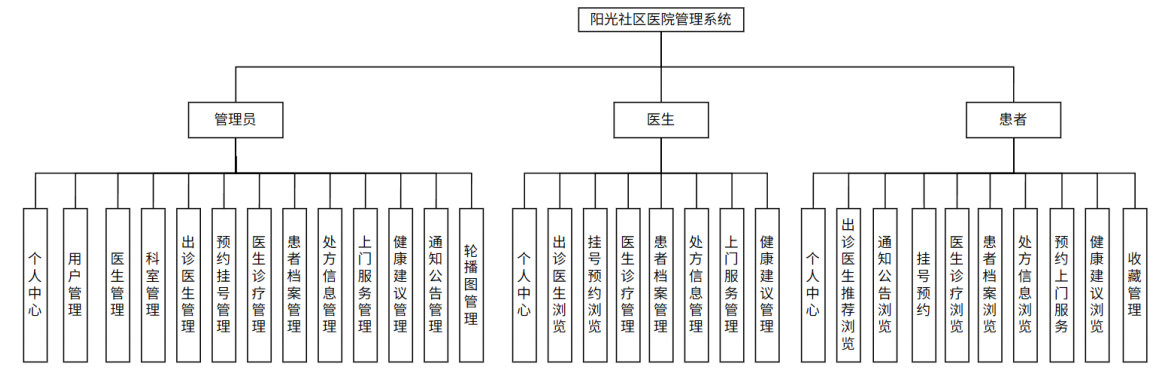 阳光社区医院管理系统
管理员
医生
患者
个人中心
用户管理
医生管理
科室管理
出诊医生管理
预约挂号管理
医生诊疗管理
患者档案管理
处方信息管理
上门服务管理
健康建议管理
通知公告管理
轮播图管理
个人中心
出诊医生浏览
挂号预约浏览
医生诊疗管理
患者档案管理
处方信息管理
上门服务管理
健康建议管理
个人中心
出诊医生推荐浏览
通知公告浏览
挂号预约
医生诊疗浏览
患者档案浏览
处方信息浏览
预约上门服务
健康建议浏览
收藏管理